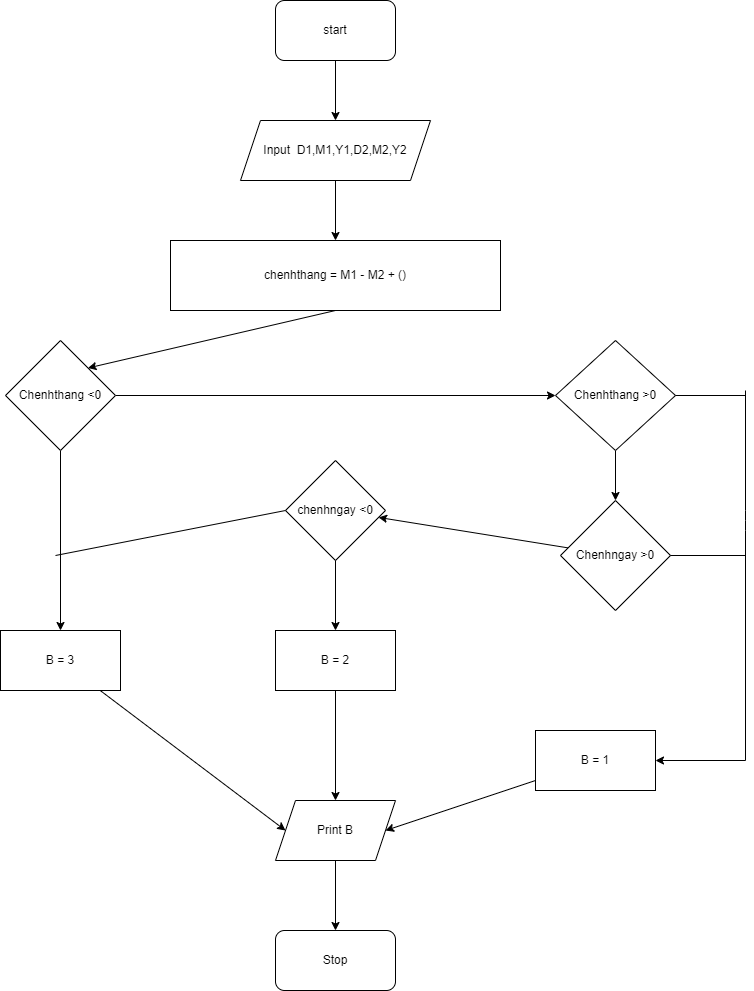 start
Input D1,M1,Y1,D2,M2,Y2
chenhthang = M1 - M2 + ()
Chenhthang <0
Chenhthang >0
chenhngay <0
Chenhngay >0
B = 3
B = 2
B = 1
Print B
Stop